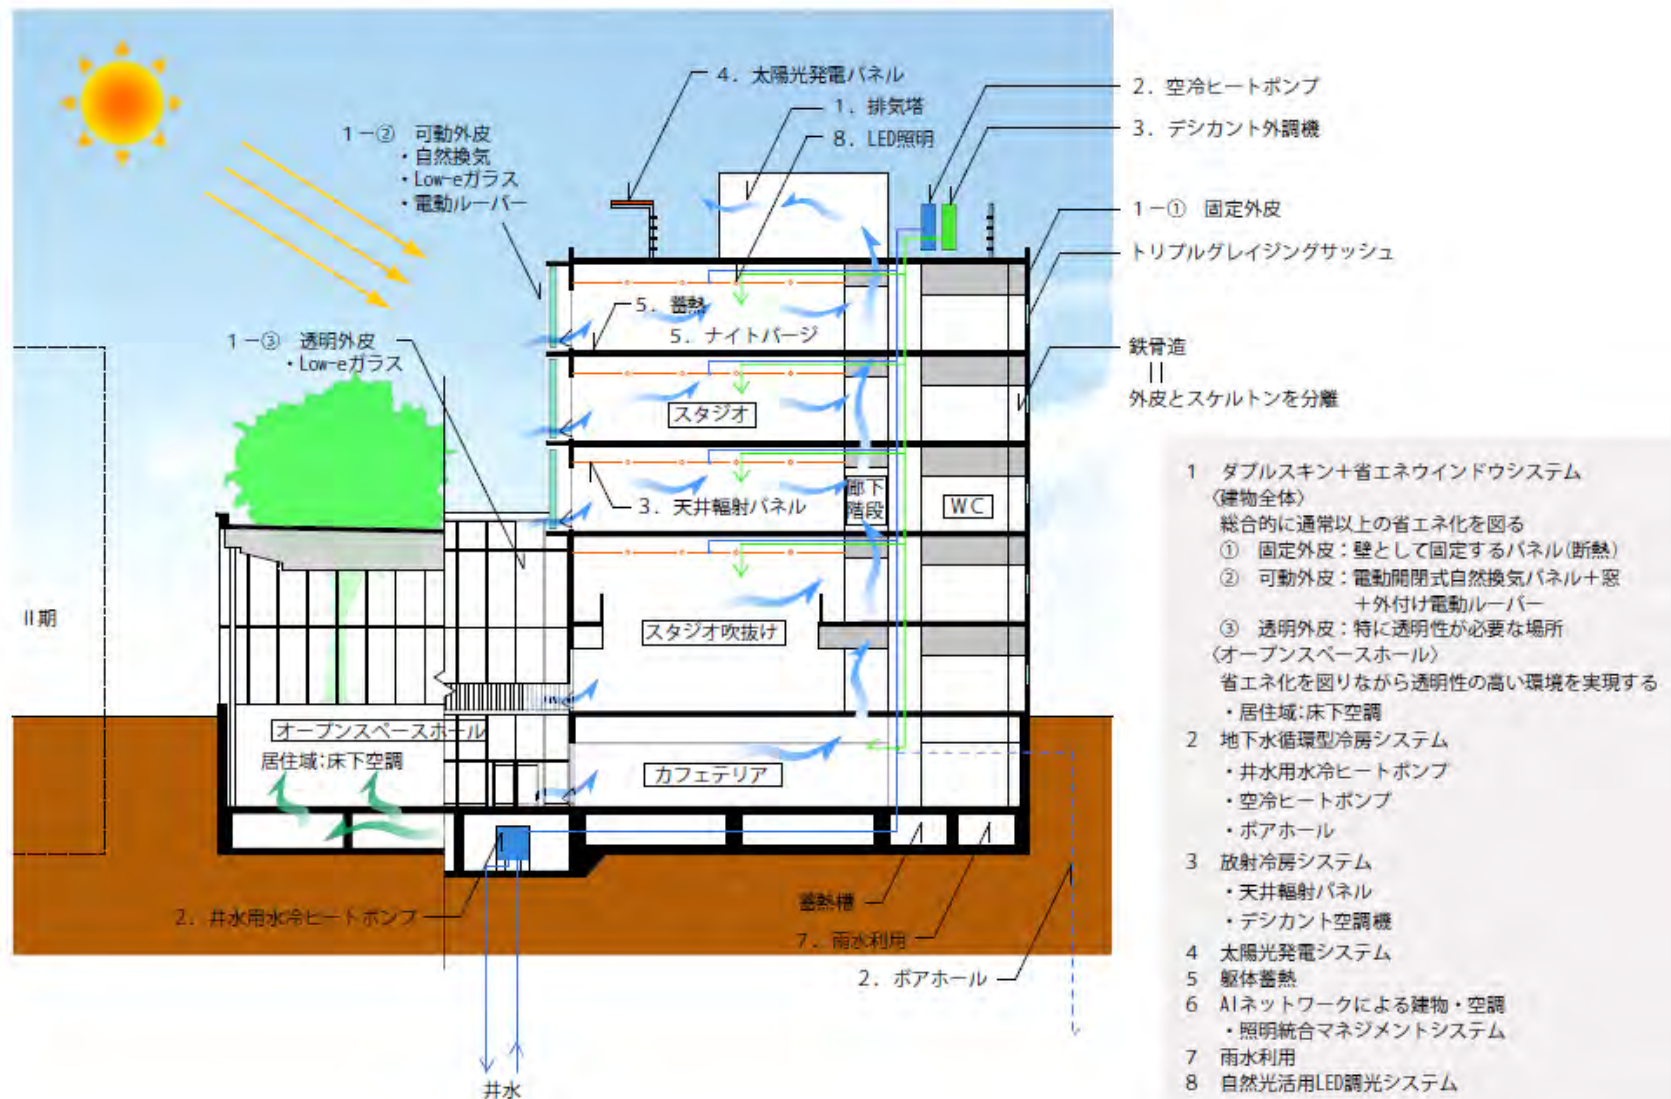 4. 太陽光発電パネル
1. 排気塔
8. LED照明
1－② 可動外皮
・自然換気
・Low-eガラス
・電動ルーバー
2. 空冷ヒートポンプ
3. デシカント外調機
1－① 固定外皮
トリプルグレイジングサッシュ
鉄骨造
||
外皮とスケルトンを分離
1－③ 透明外皮
・Low-eガラス
5. 蓄熱
5. ナイトパージ
スタジオ
3. 天井輻射パネル
廊下
階段
WC
スタジオ吹抜け
II期
オープンスペースホール
居住域:床下空調
カフェテリア
2. 井水用水冷ヒートポンプ
蓄熱槽
7. 雨水利用
2. ボアホール
井水
1 ダブルスキン＋省エネウインドウシステム
〈建物全体〉
総合的に通常以上の省エネ化を図る
① 固定外皮：壁として固定するパネル(断熱)
② 可動外皮：電動開閉式自然換気パネル＋窓
＋外付け電動ルーバー
③ 透明外皮：特に透明性が必要な場所
〈オープンスペースホール〉
省エネ化を図りながら透明性の高い環境を実現する
・居住域:床下空調
2 地下水循環型冷房システム
・井水用水冷ヒートポンプ
・空冷ヒートポンプ
・ボアホール
3 放射冷房システム
・天井輻射パネル
・デシカント空調機
4 太陽光発電システム
5 躯体蓄熱
6 AIネットワークによる建物・空調
・照明統合マネジメントシステム
7 雨水利用
8 自然光活用LED調光システム